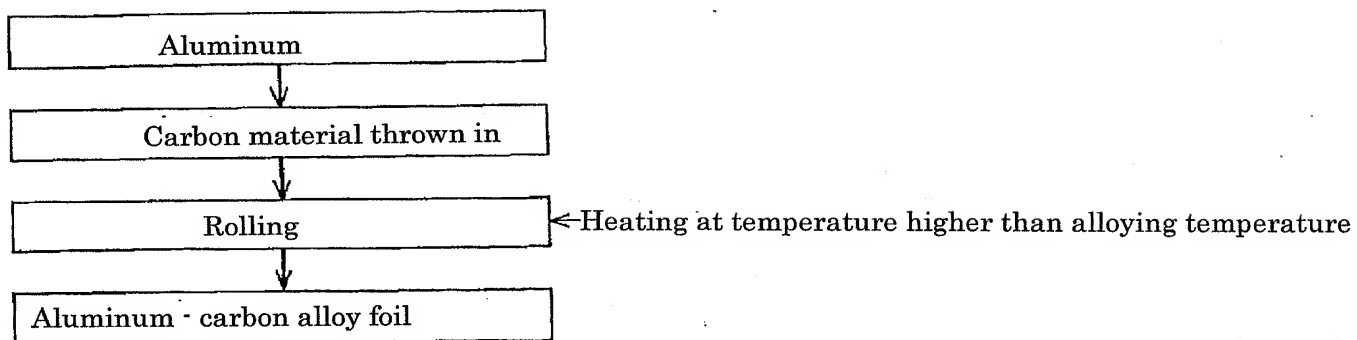 Aluminum
Carbon material thrown in
Rolling
Heating at temperature higher than alloying temperature
Aluminum - carbon alloy foil